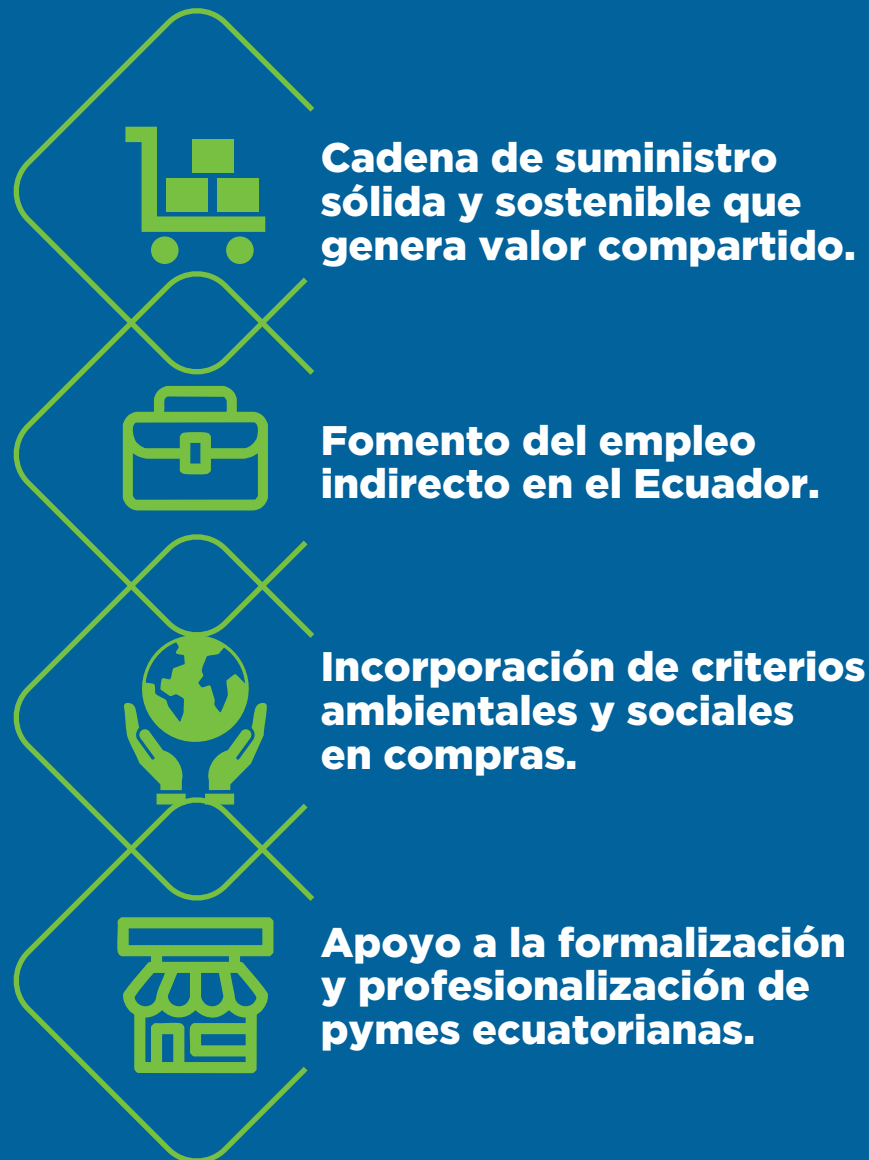 Cadena de suministro
sólida y sostenible que
genera valor compartido.
Fomento del empleo
indirecto en el Ecuador.
Incorporación de criterios
ambientales y sociales
en compras.
Apoyo a la formalización
y profesionalización de
pymes ecuatorianas.